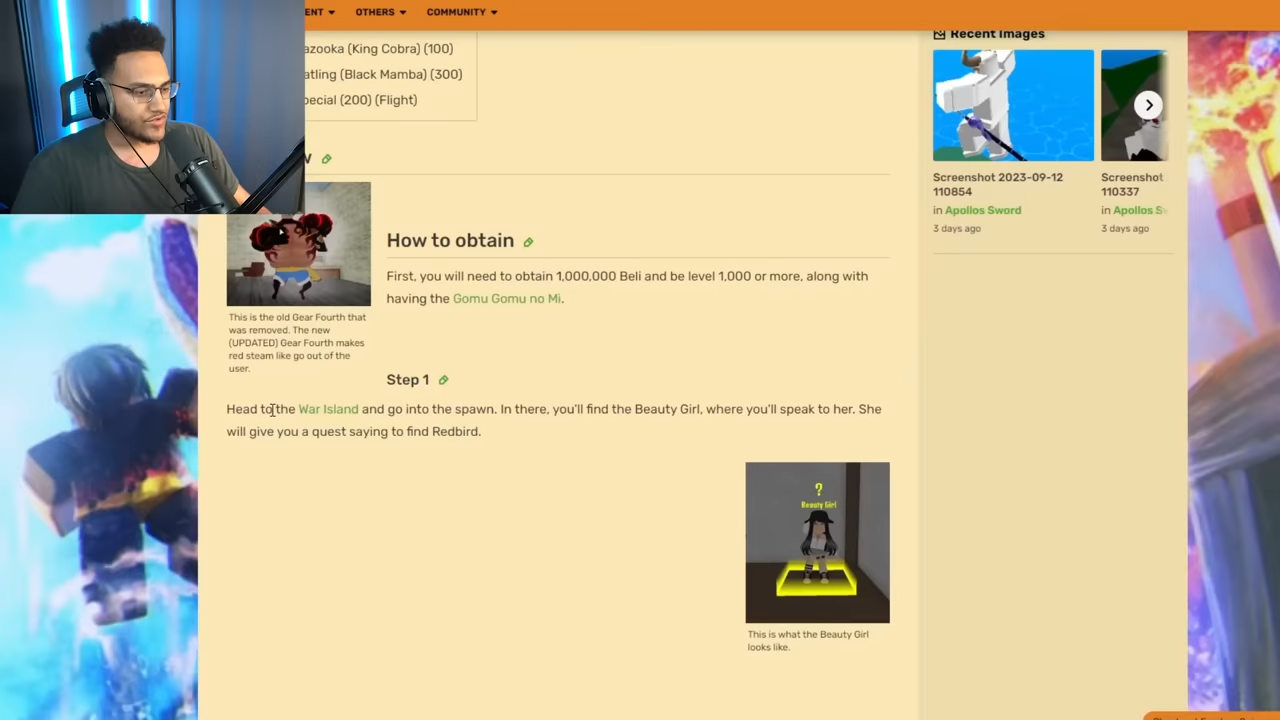 ENT
OTHERS
COMMUNITY
azooka (King Cobra) (100)
atling (Black Mamba) (300)
pecial (200) (Flight)
This is the old Gear Fourth that
was removed. The new
(UPDATED) Gear Fourth makes
red steam like go out of the
user.
How to obtain
First, you will need to obtain 1,000,000 Beli and be level 1,000 or more, along with
having the Gomu Gomu no Mi.
Step 1
Head to the War Island and go into the spawn. In there, you'll find the Beauty Girl, where you'll speak to her. She
will give you a quest saying to find Redbird.
?
Beauty Girl
This is what the Beauty Girl
looks like.
Recent Images
Screenshot 2023-09-12
110854
in Apollos Sword
3 days ago
Screenshot
110337
in Apollos Sw
3 days ago